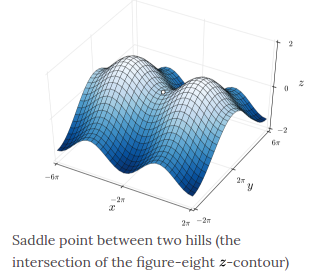 2
0
z
−2
6π
2π
y
−6π
−2π
x
2π
−2π
Saddle point between two hills (the
intersection of the figure-eight z-contour)